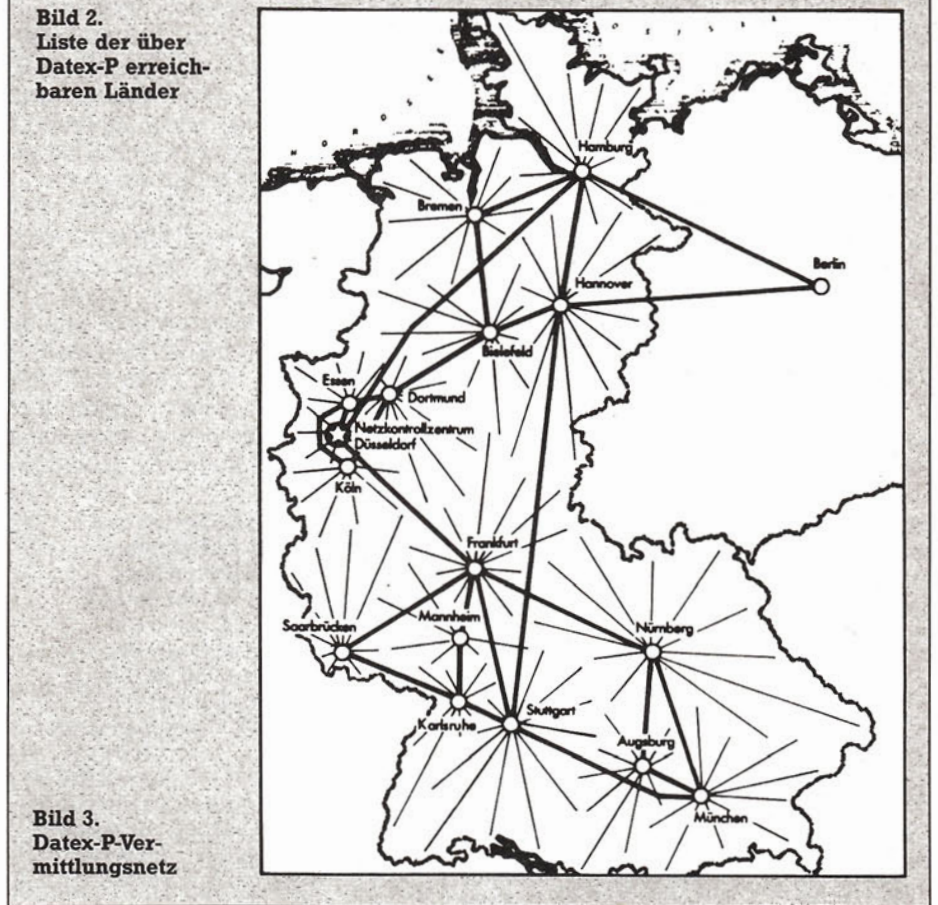 Bild 2.
Liste der über
Datex-P erreich-
baren Länder
Hamburg
Bremen
Berlin
Hannover
Bielefeld
Essen
Dortmund
Netzkontrollzentrum
Düsseldorf
Köln
Frankfurt
Mannheim
Saarbrücken
Nürnberg
Stuttgart
Karlsruhe
Augsburg
München
Bild 3.
Datex-P-Ver-
mittlungsnetz